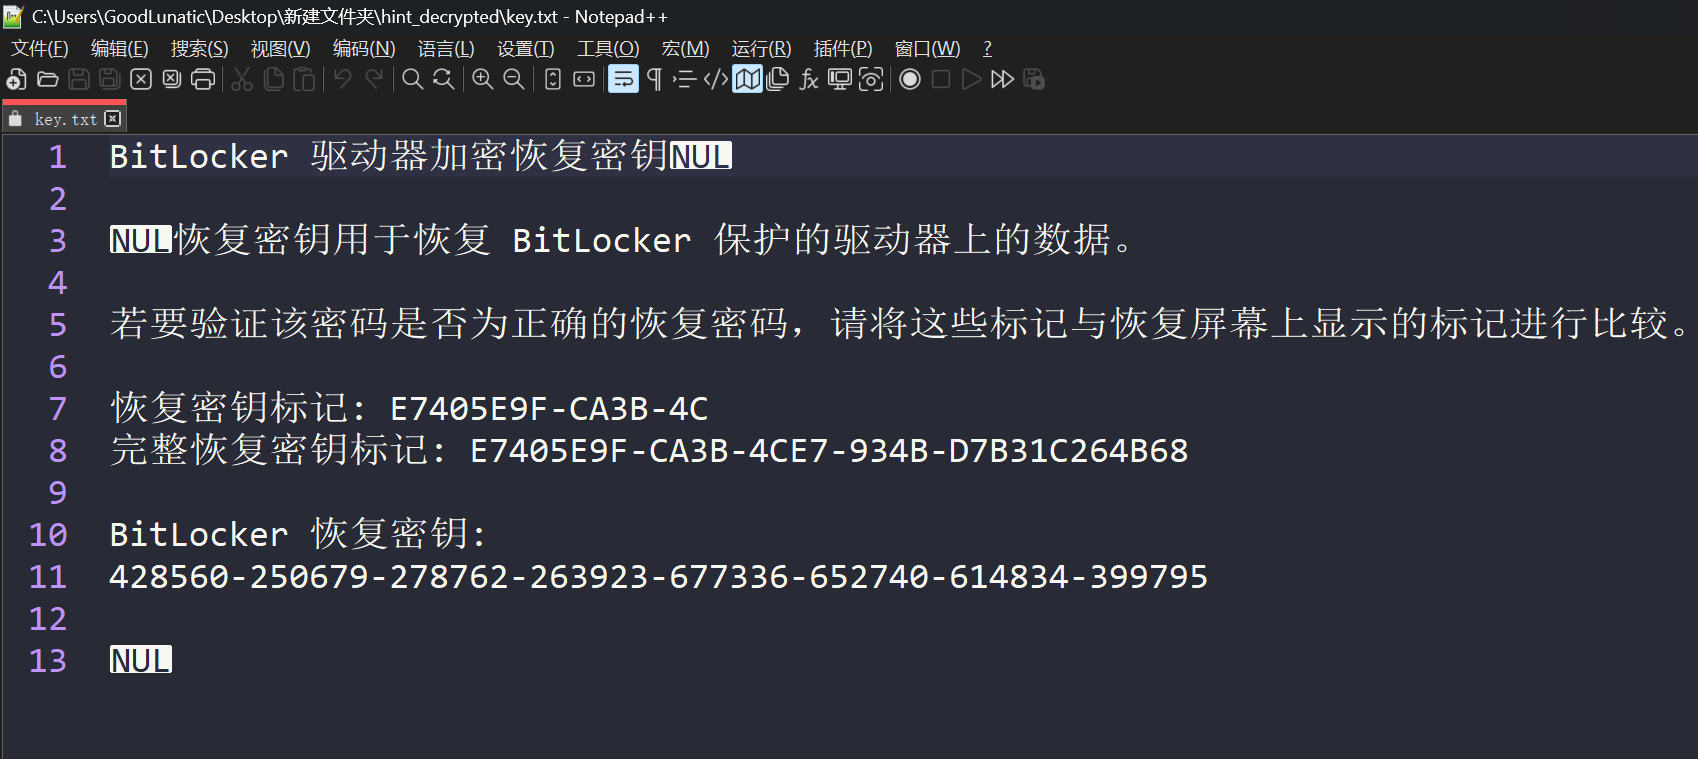 C:\Users\GoodLunatic\Desktop\新建文件夹\hint_decrypted\key.txt - Notepad++
文件(F) 编辑(E) 搜索(S) 视图(V) 编码(N) 语言(L) 设置(T) 工具(O) 宏(M) 运行(R) 插件(P) 窗口(W) ?
key.txt
1 BitLocker 驱动器加密恢复密钥NUL
2
3 NUL恢复密钥用于恢复 BitLocker 保护的驱动器上的数据。
4
5 若要验证该密码是否为正确的恢复密码，请将这些标记与恢复屏幕上显示的标记进行比较。
6
7 恢复密钥标记: E7405E9F-CA3B-4C
8 完整恢复密钥标记: E7405E9F-CA3B-4CE7-934B-D7B31C264B68
9
10 BitLocker 恢复密钥:
11 428560-250679-278762-263923-677336-652740-614834-399795
12
13 NUL